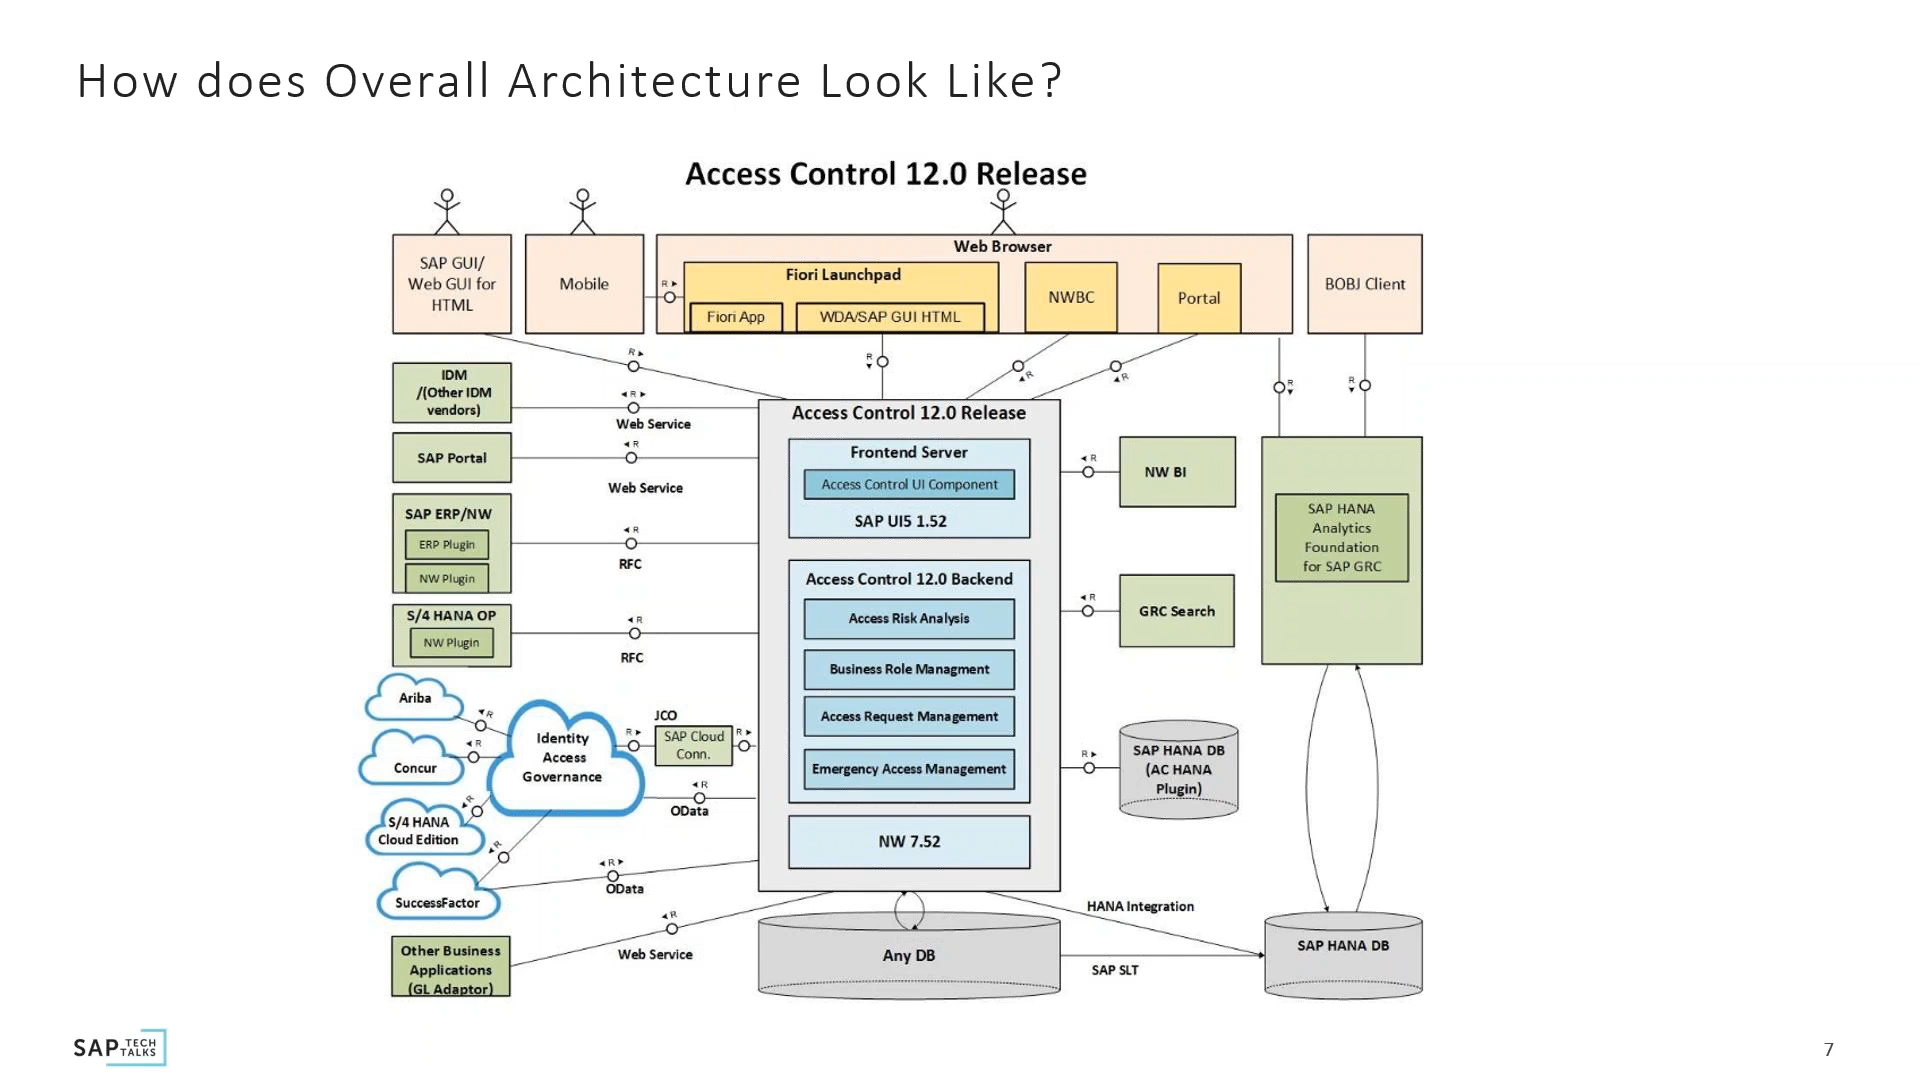 How does Overall Architecture Look Like?
Access Control 12.0 Release
SAP GUI/
Web GUI for
HTML
Mobile
Web Browser
R
Fiori Launchpad
Fiori App
WDA/SAP GUI HTML
NWBC
Portal
BOBJ Client
R
R
R
R
R
R
IDM
/(Other IDM
vendors)
R
Web Service
SAP Portal
R
Web Service
SAP ERP/NW
ERP Plugin
NW Plugin
R
RFC
S/4 HANA OP
NW Plugin
R
RFC
Ariba
R
Concur
R
S/4 HANA
Cloud Edition
R
SuccessFactor
R
Identity
Access
Governance
R
JCO
SAP Cloud
Conn.
R
R
OData
R
OData
Other Business
Applications
(GL Adaptor)
R
Web Service
Access Control 12.0 Release
Frontend Server
Access Control UI Component
SAP UI5 1.52
Access Control 12.0 Backend
Access Risk Analysis
Business Role Managment
Access Request Management
Emergency Access Management
NW 7.52
R
NW BI
R
GRC Search
R
SAP HANA DB
(AC HANA
Plugin)
SAP HANA
Analytics
Foundation
for SAP GRC
HANA Integration
Any DB
SAP SLT
SAP HANA DB
SAP TECH
TALKS
7